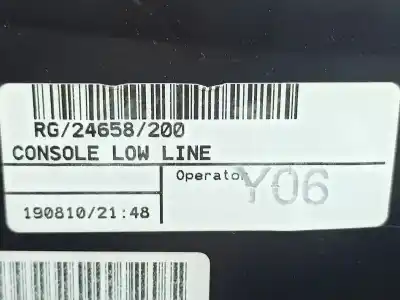 RG/24658/200
CONSOLE LOW LINE
Operator
Y06
190810/21:48